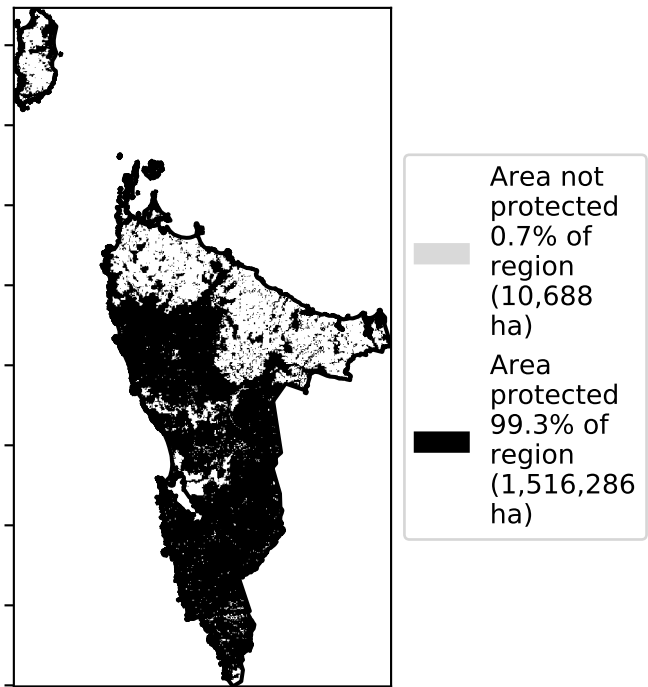 Area not
protected
0.7% of
region
(10,688
ha)
Area
protected
99.3% of
region
(1,516,286
ha)